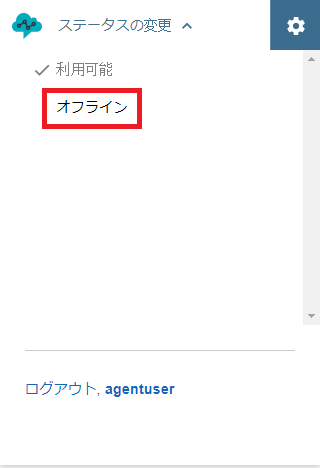 ステータスの変更
利用可能
オフライン
ログアウト, agentuser